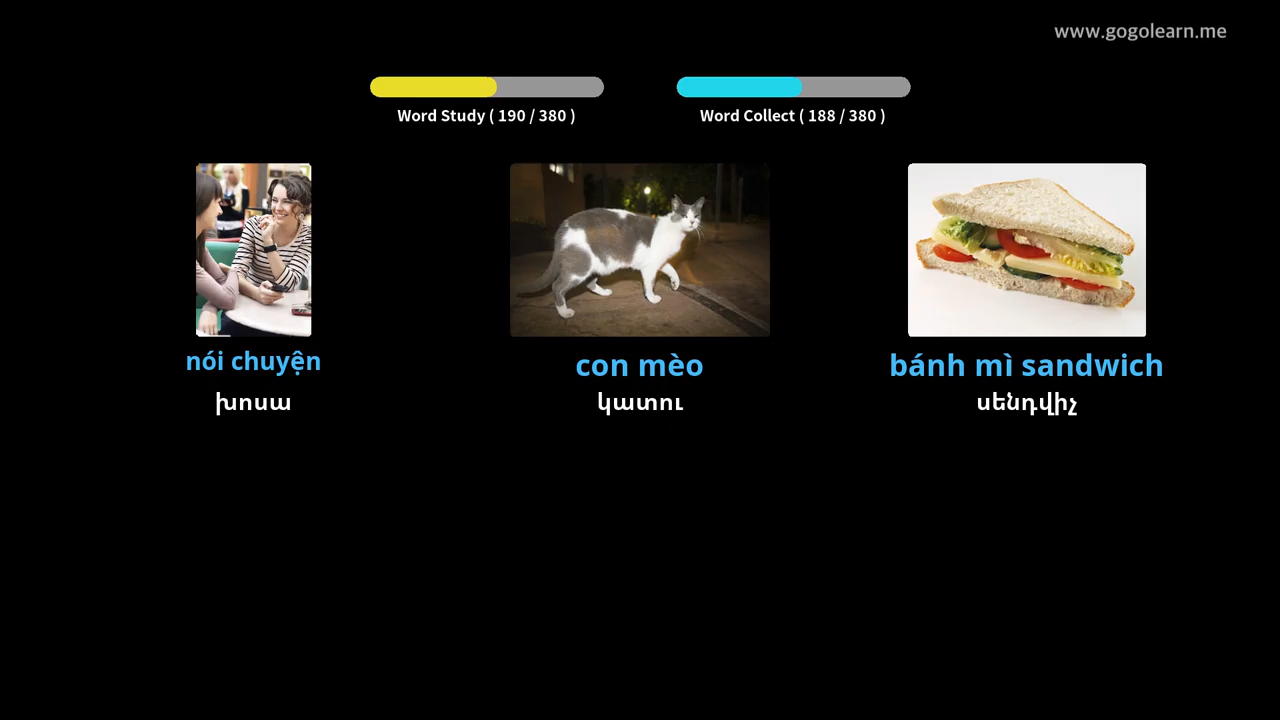 www.gogolearn.me
Word Study ( 190 / 380 )
Word Collect ( 188 / 380 )
nói chuyện
խոսա
con mèo
կատու
bánh mì sandwich
սենդվիչ